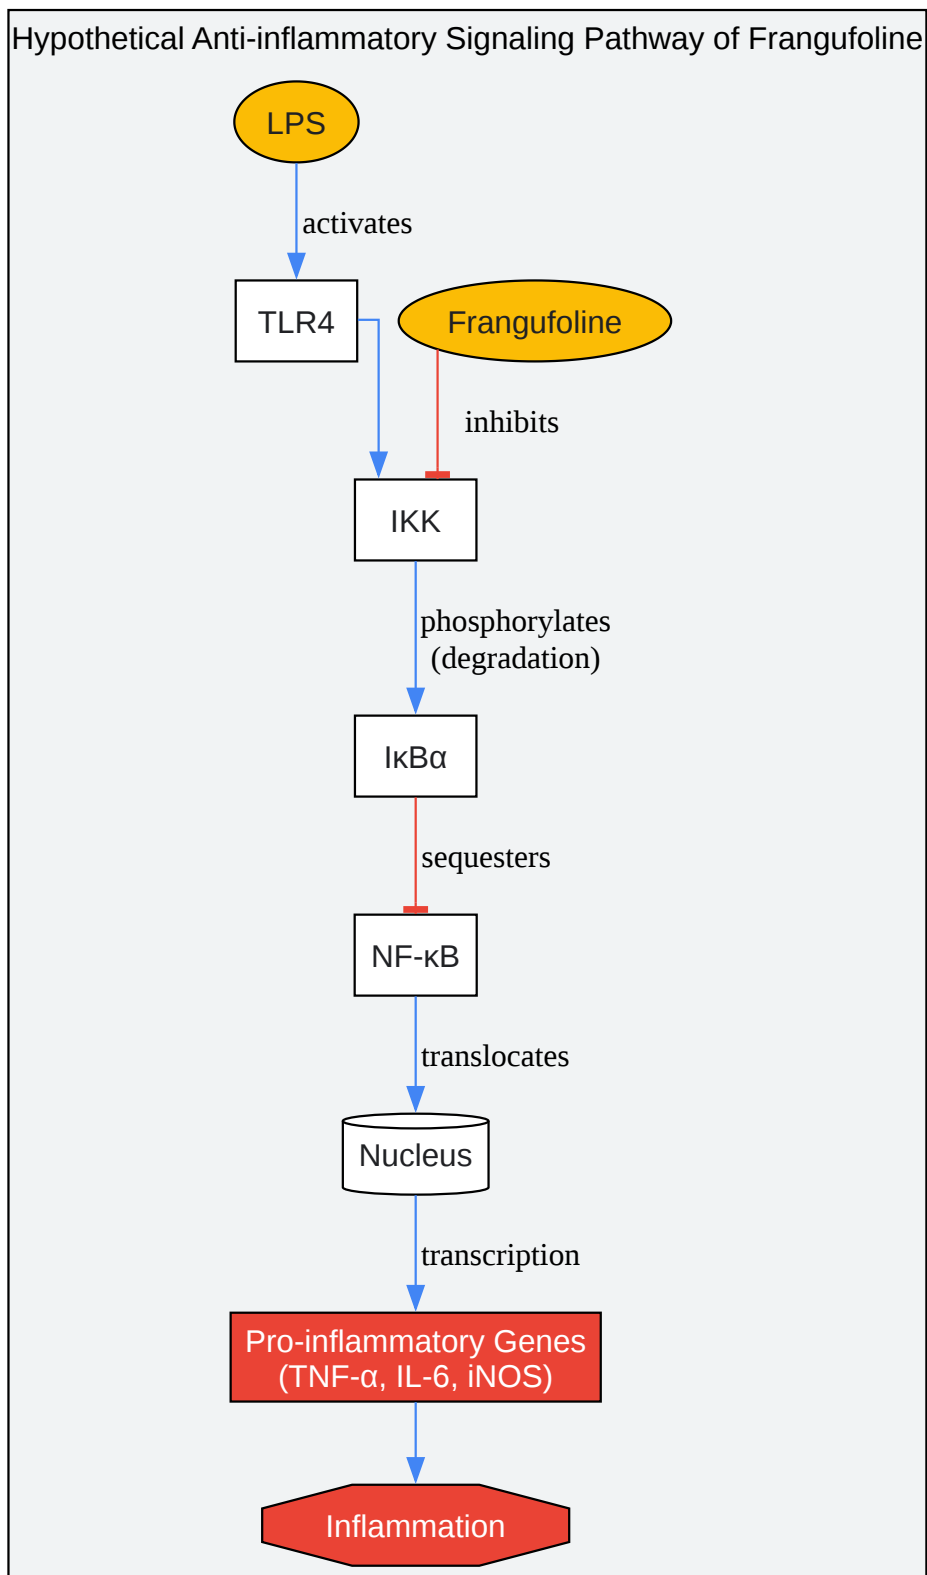 Hypothetical Anti-inflammatory Signaling Pathway of Frangufoline
LPS
activates
TLR4
Frangufoline
inhibits
IKK
phosphorylates
(degradation)
IκBα
sequesters
NF-κB
translocates
Nucleus
transcription
Pro-inflammatory Genes
(TNF-α, IL-6, iNOS)
Inflammation